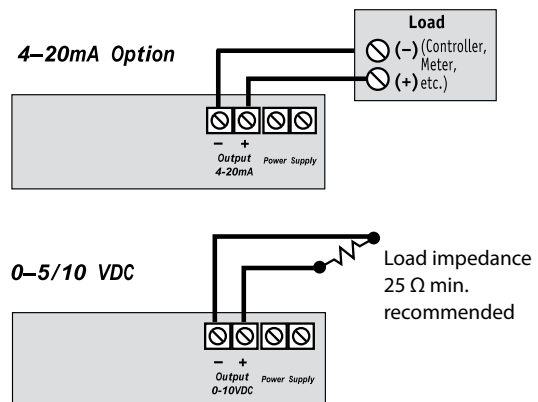 Load
4–20mA Option
(–) (Controller,
Meter,
(+) etc.)
– +
Output Power Supply
4-20mA
0–5/10 VDC
Load impedance
25 Ω min.
recommended
– +
Output Power Supply
0-10VDC